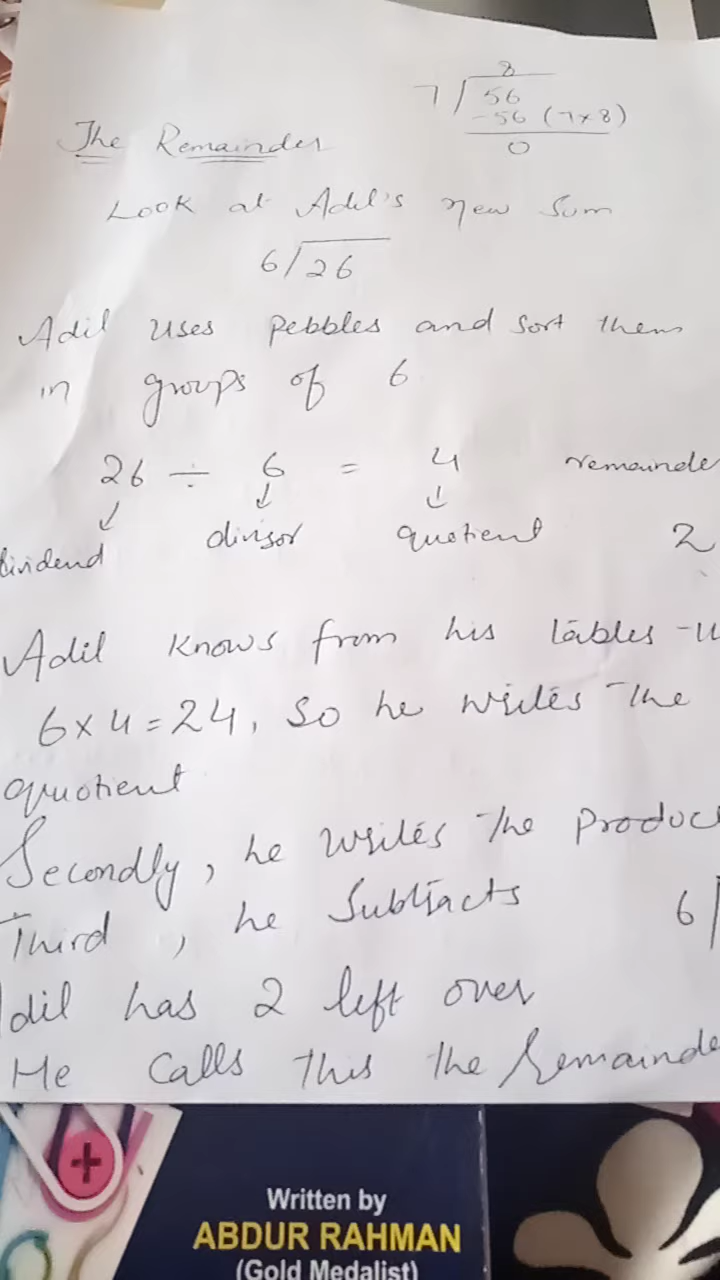 8
7/56
-56 (7x8)
0
The Remainder
Look at Adil's new sum
6/26
Adil uses pebbles and sort them
in groups of 6
26 ÷ 6 = 4 remainde
↓ ↓ ↓
dividend divisor quotient 2
Adil knows from his tables
6x4=24, So he writes the
quotient
Secondly, he writes the produc
Third, he Subtracts 6/
dil has 2 left over
He calls this the Remainde
Written by
ABDUR RAHMAN
(Gold Medalist)